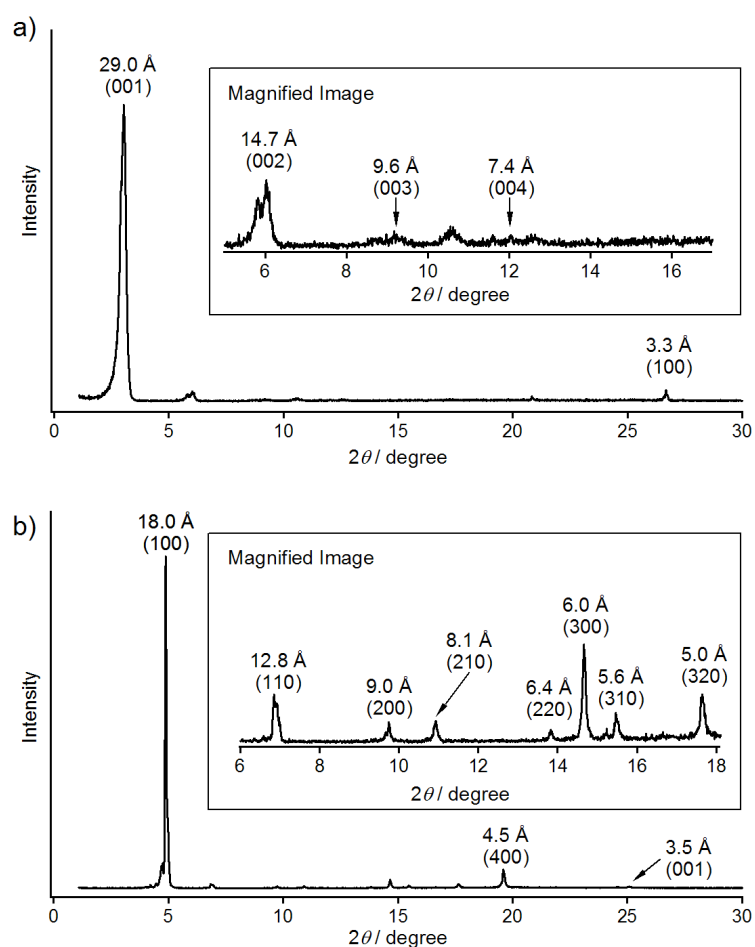 a)
29.0 Å
(001)
Magnified Image
14.7 Å
(002)
9.6 Å
(003)
7.4 Å
(004)
6 8 10 12 14 16
2θ / degree
Intensity
3.3 Å
(100)
0 5 10 15 20 25 30
2θ / degree
b)
18.0 Å
(100)
Magnified Image
12.8 Å
(110)
9.0 Å
(200)
8.1 Å
(210)
6.4 Å
(220)
6.0 Å
(300)
5.6 Å
(310)
5.0 Å
(320)
6 8 10 12 14 16 18
2θ / degree
Intensity
4.5 Å
(400)
3.5 Å
(001)
0 5 10 15 20 25 30
2θ / degree